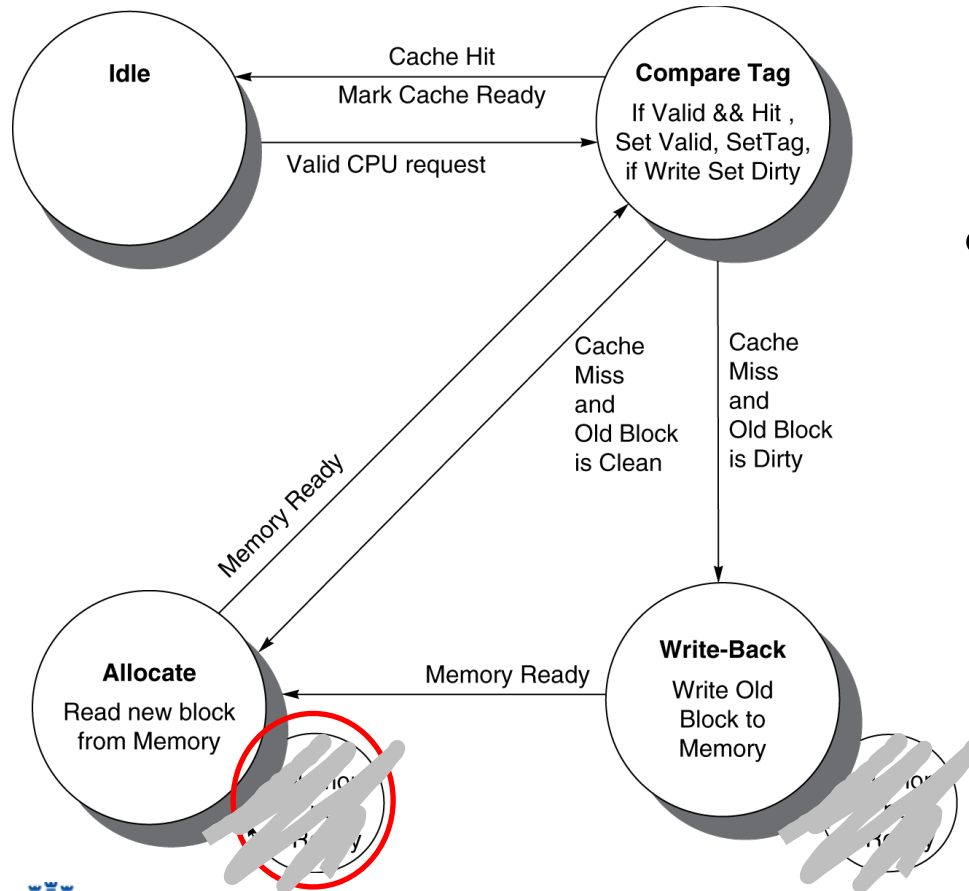 Idle
Cache Hit
Mark Cache Ready
Valid CPU request
Compare Tag
If Valid && Hit ,
Set Valid, SetTag,
if Write Set Dirty
Cache
Miss
and
Old Block
is Clean
Cache
Miss
and
Old Block
is Dirty
Memory Ready
Allocate
Read new block
from Memory
Memory Ready
Write-Back
Write Old
Block to
Memory